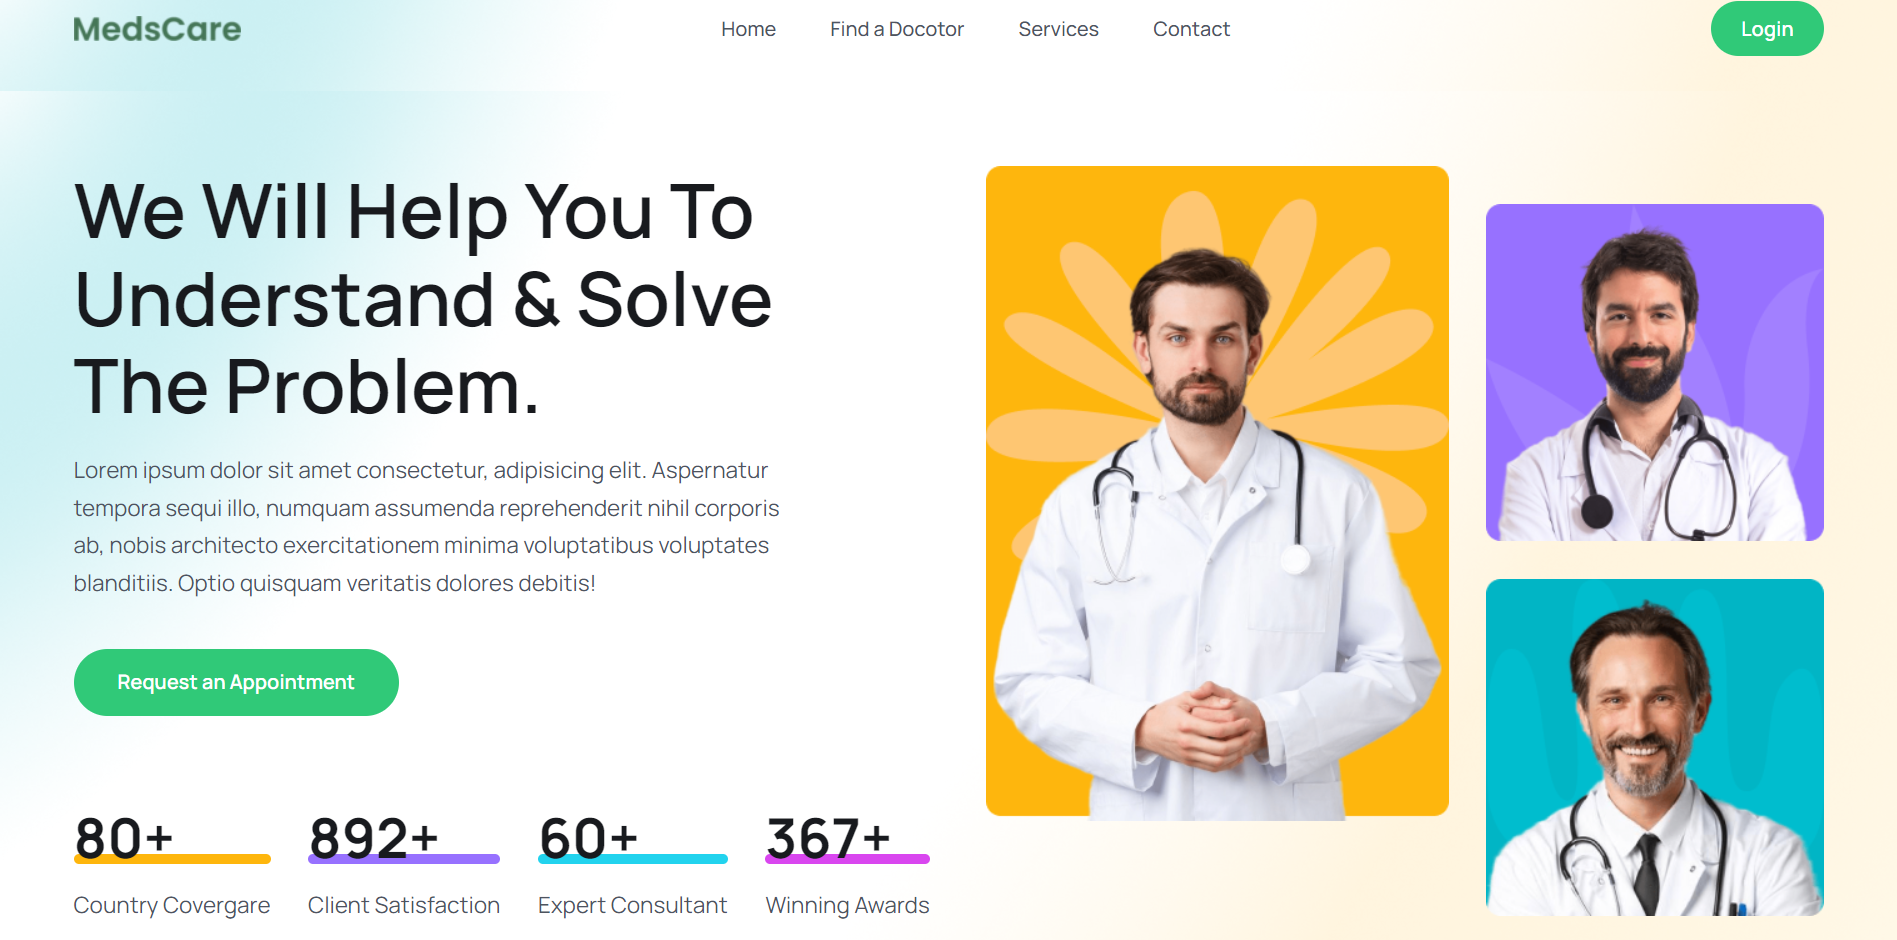 MedsCare
Home
Find a Docotor
Services
Contact
Login
We Will Help You To
Understand & Solve
The Problem.
Lorem ipsum dolor sit amet consectetur, adipisicing elit. Aspernatur
tempora sequi illo, numquam assumenda reprehenderit nihil corporis
ab, nobis architecto exercitationem minima voluptatibus voluptates
blanditiis. Optio quisquam veritatis dolores debitis!
Request an Appointment
80+
Country Covergare
892+
Client Satisfaction
60+
Expert Consultant
367+
Winning Awards